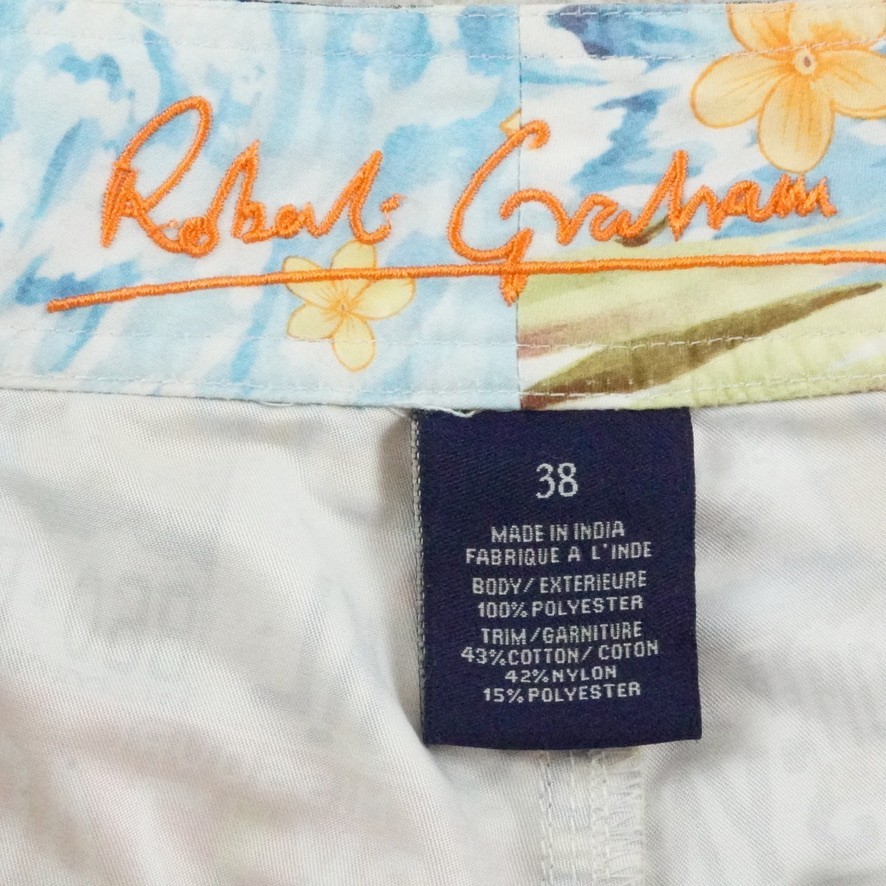 Robert Graham
38
MADE IN INDIA
FABRIQUE A L'INDE
BODY/EXTERIEURE
100% POLYESTER
TRIM/GARNITURE
43% COTTON/COTON
42% NYLON
15% POLYESTER